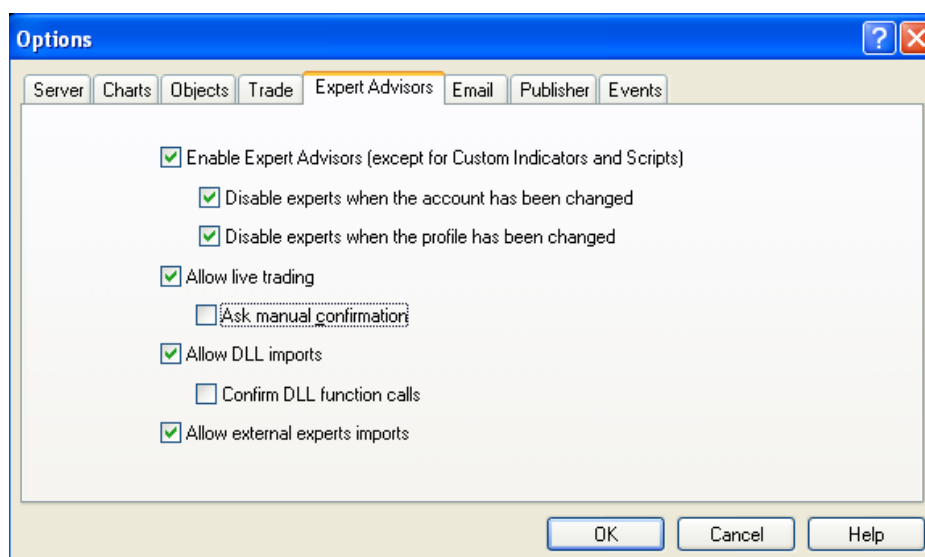 Options
Server Charts Objects Trade Expert Advisors Email Publisher Events
Enable Expert Advisors (except for Custom Indicators and Scripts)
Disable experts when the account has been changed
Disable experts when the profile has been changed
Allow live trading
Ask manual confirmation
Allow DLL imports
Confirm DLL function calls
Allow external experts imports
OK Cancel Help